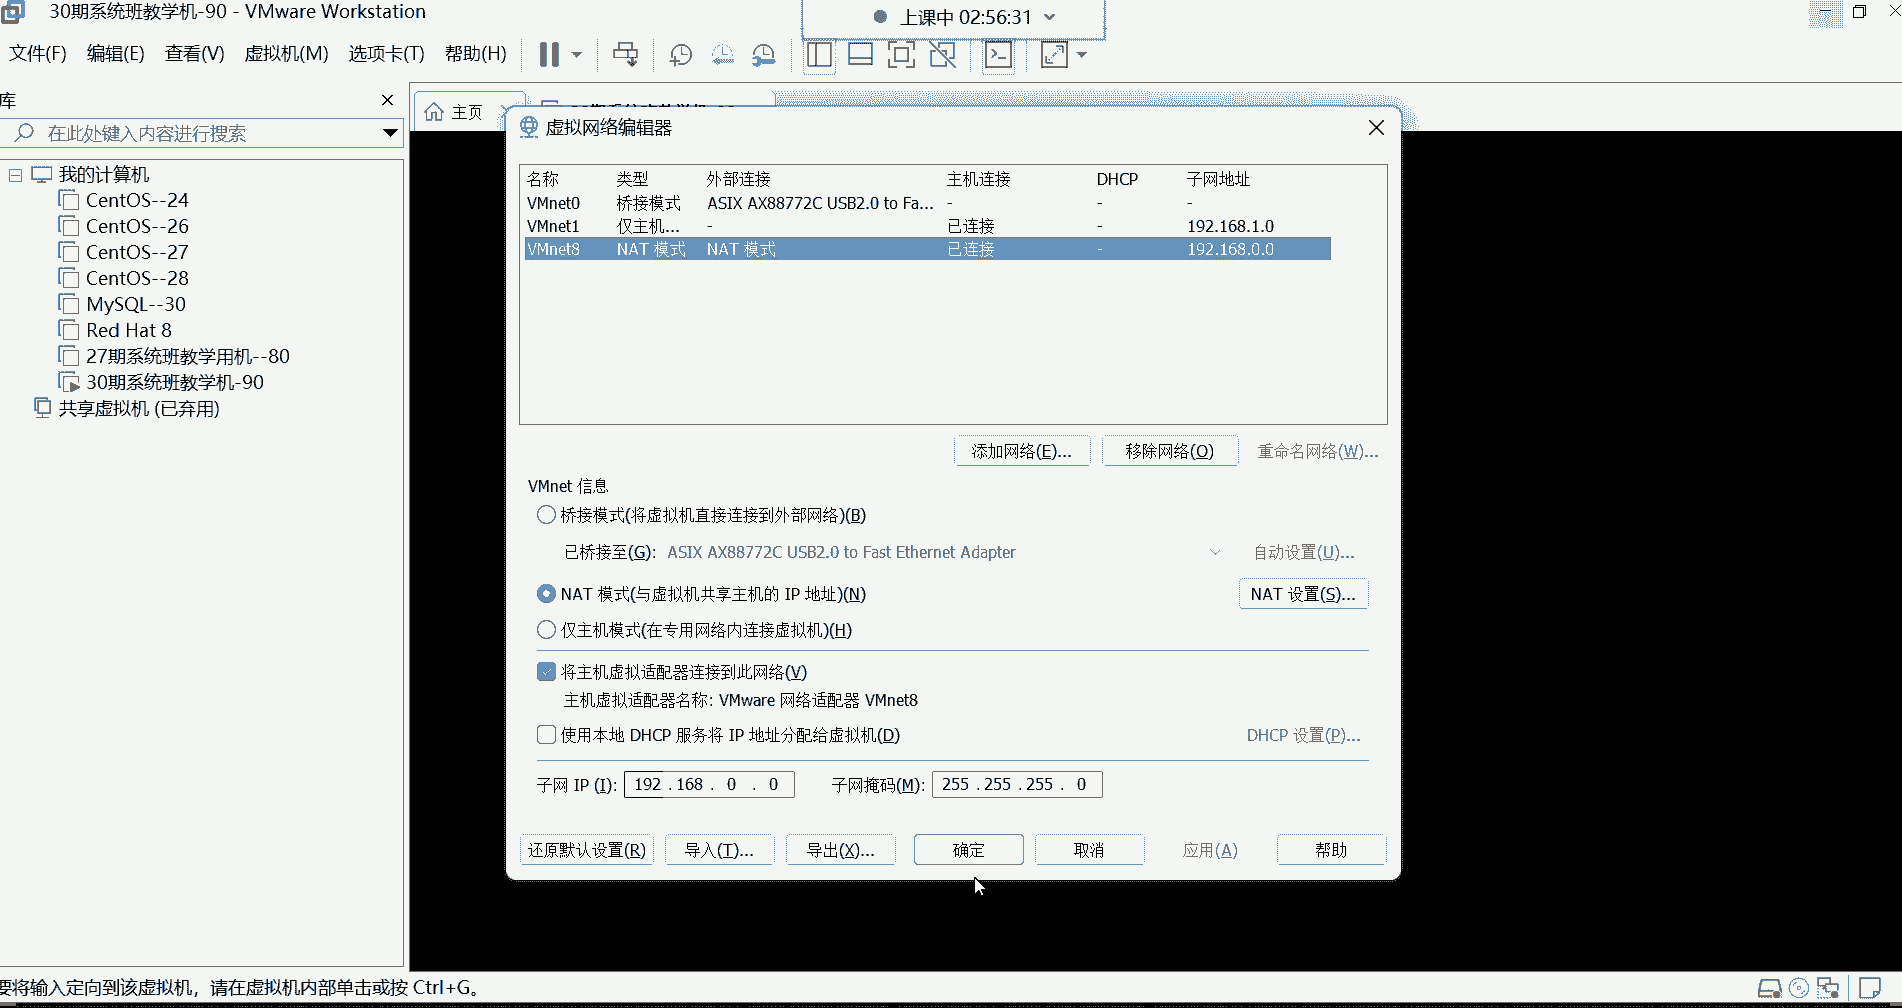 30期系统班教学机-90 - VMware Workstation
上课中 02:56:31
文件(F) 编辑(E) 查看(V) 虚拟机(M) 选项卡(T) 帮助(H)
库
在此处键入内容进行搜索
我的计算机
CentOS--24
CentOS--26
CentOS--27
CentOS--28
MySQL--30
Red Hat 8
27期系统班教学用机--80
30期系统班教学机-90
共享虚拟机 (已弃用)
主页
虚拟网络编辑器
名称 类型 外部连接 主机连接 DHCP 子网地址
VMnet0 桥接模式 ASIX AX88772C USB2.0 to Fa... - - -
VMnet1 仅主机... - 已连接 - 192.168.1.0
VMnet8 NAT 模式 NAT 模式 已连接 - 192.168.0.0
添加网络(E)... 移除网络(O) 重命名网络(W)...
VMnet 信息
桥接模式(将虚拟机直接连接到外部网络)(B)
已桥接至(G): ASIX AX88772C USB2.0 to Fast Ethernet Adapter 自动设置(U)...
NAT 模式(与虚拟机共享主机的 IP 地址)(N) NAT 设置(S)...
仅主机模式(在专用网络内连接虚拟机)(H)
将主机虚拟适配器连接到此网络(V)
主机虚拟适配器名称: VMware 网络适配器 VMnet8
使用本地 DHCP 服务将 IP 地址分配给虚拟机(D) DHCP 设置(P)...
子网 IP (I): 192 . 168 . 0 . 0 子网掩码(M): 255 . 255 . 255 . 0
还原默认设置(R) 导入(T)... 导出(X)... 确定 取消 应用(A) 帮助
要将输入定向到该虚拟机，请在虚拟机内部单击或按 Ctrl+G。